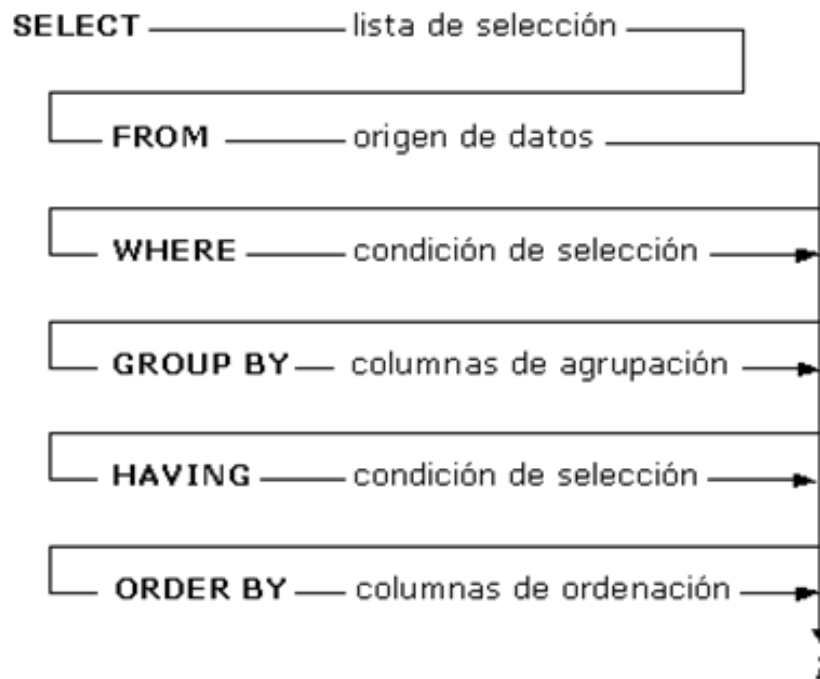 SELECT lista de selección
FROM origen de datos
WHERE condición de selección
GROUP BY columnas de agrupación
HAVING condición de selección
ORDER BY columnas de ordenación